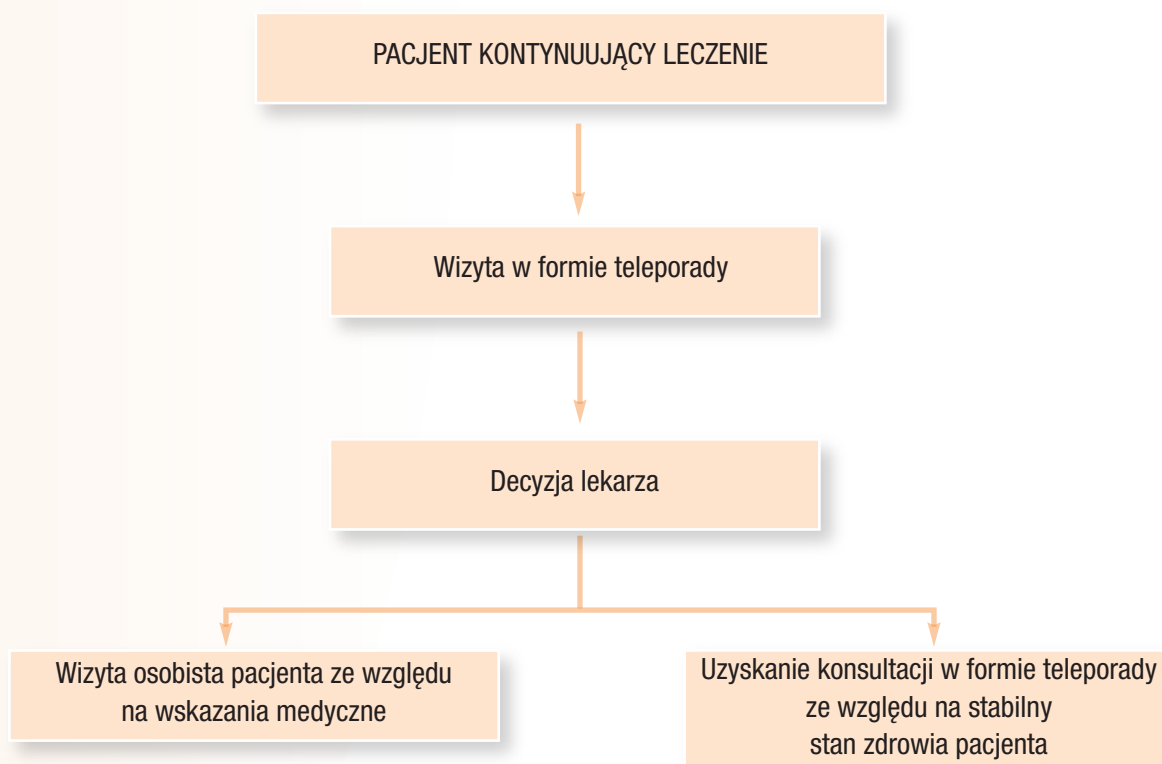 PACJENT KONTYNUUJĄCY LECZENIE
Wizyta w formie teleporady
Decyzja lekarza
Wizyta osobista pacjenta ze względu
na wskazania medyczne
Uzyskanie konsultacji w formie teleporady
ze względu na stabilny
stan zdrowia pacjenta